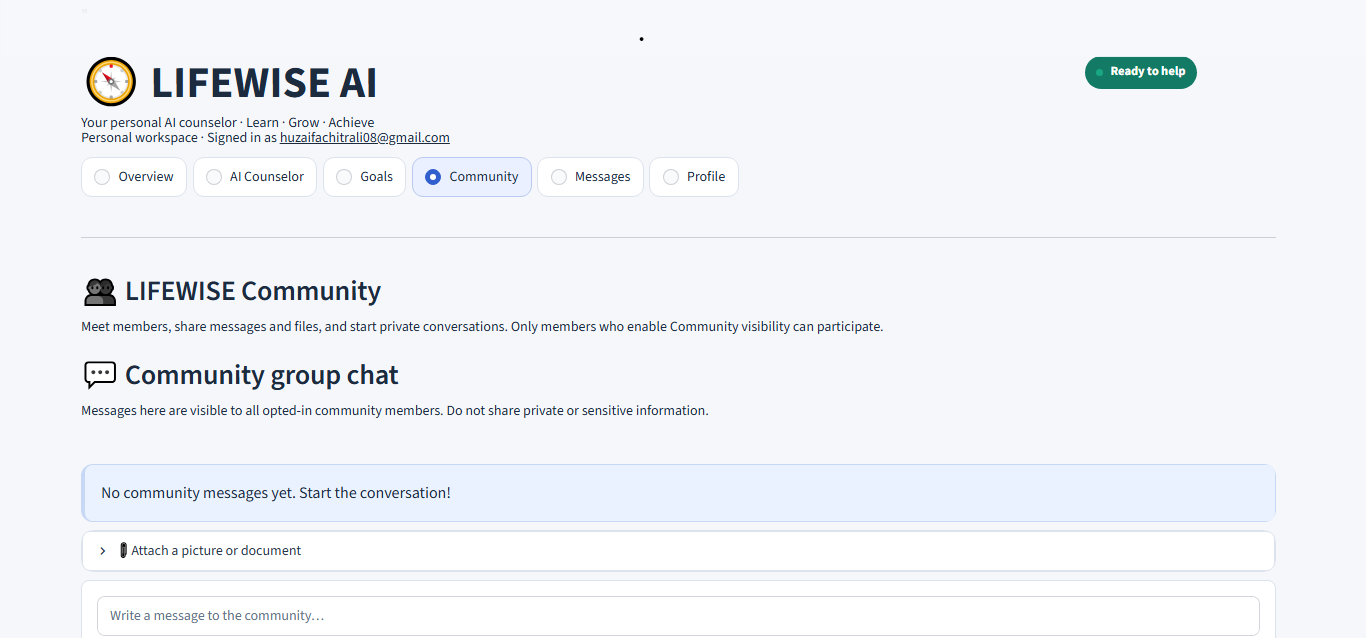 LIFEWISE AI
Ready to help
Your personal AI counselor · Learn · Grow · Achieve
Personal workspace · Signed in as huzaifachitrali08@gmail.com
Overview
AI Counselor
Goals
Community
Messages
Profile
LIFEWISE Community
Meet members, share messages and files, and start private conversations. Only members who enable Community visibility can participate.
Community group chat
Messages here are visible to all opted-in community members. Do not share private or sensitive information.
No community messages yet. Start the conversation!
Attach a picture or document
Write a message to the community…